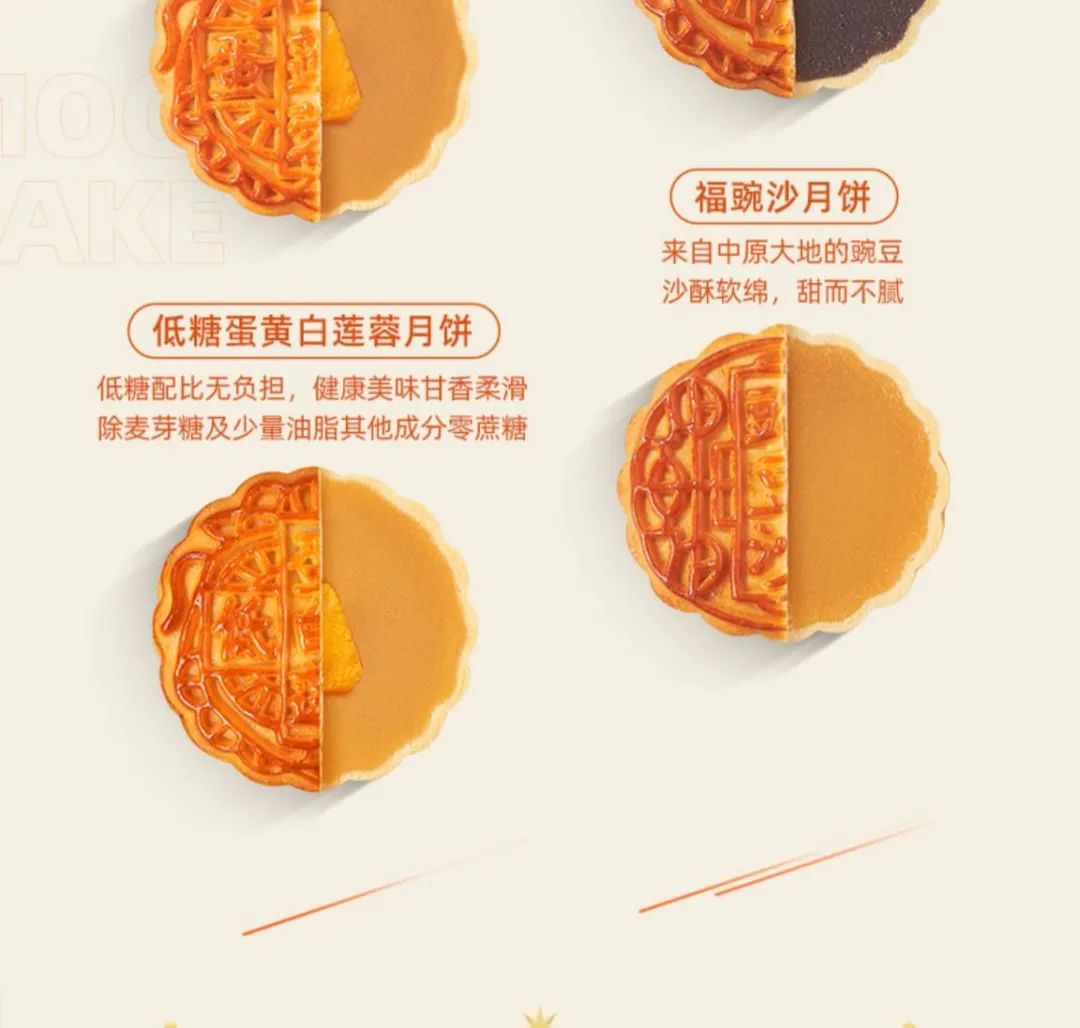 福豌沙月饼
来自中原大地的豌豆
沙酥软绵，甜而不腻
低糖蛋黄白莲蓉月饼
低糖配比无负担，健康美味甘香柔滑
除麦芽糖及少量油脂其他成分零蔗糖
低